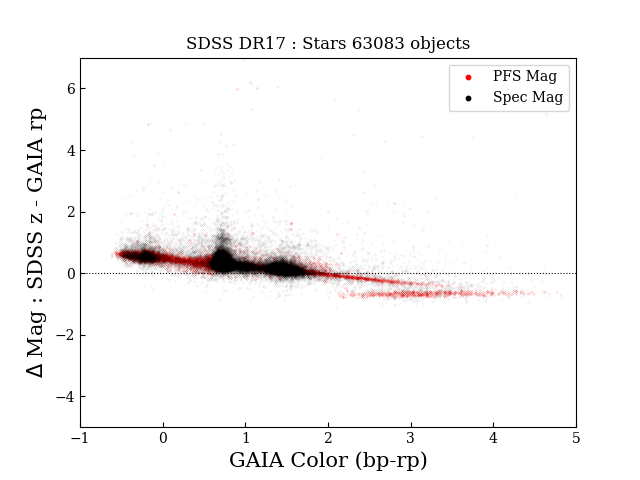 SDSS DR17 : Stars 63083 objects
PFS Mag
Spec Mag
Δ Mag : SDSS z - GAIA rp
6
4
2
0
−2
−4
−1 0 1 2 3 4 5
GAIA Color (bp-rp)